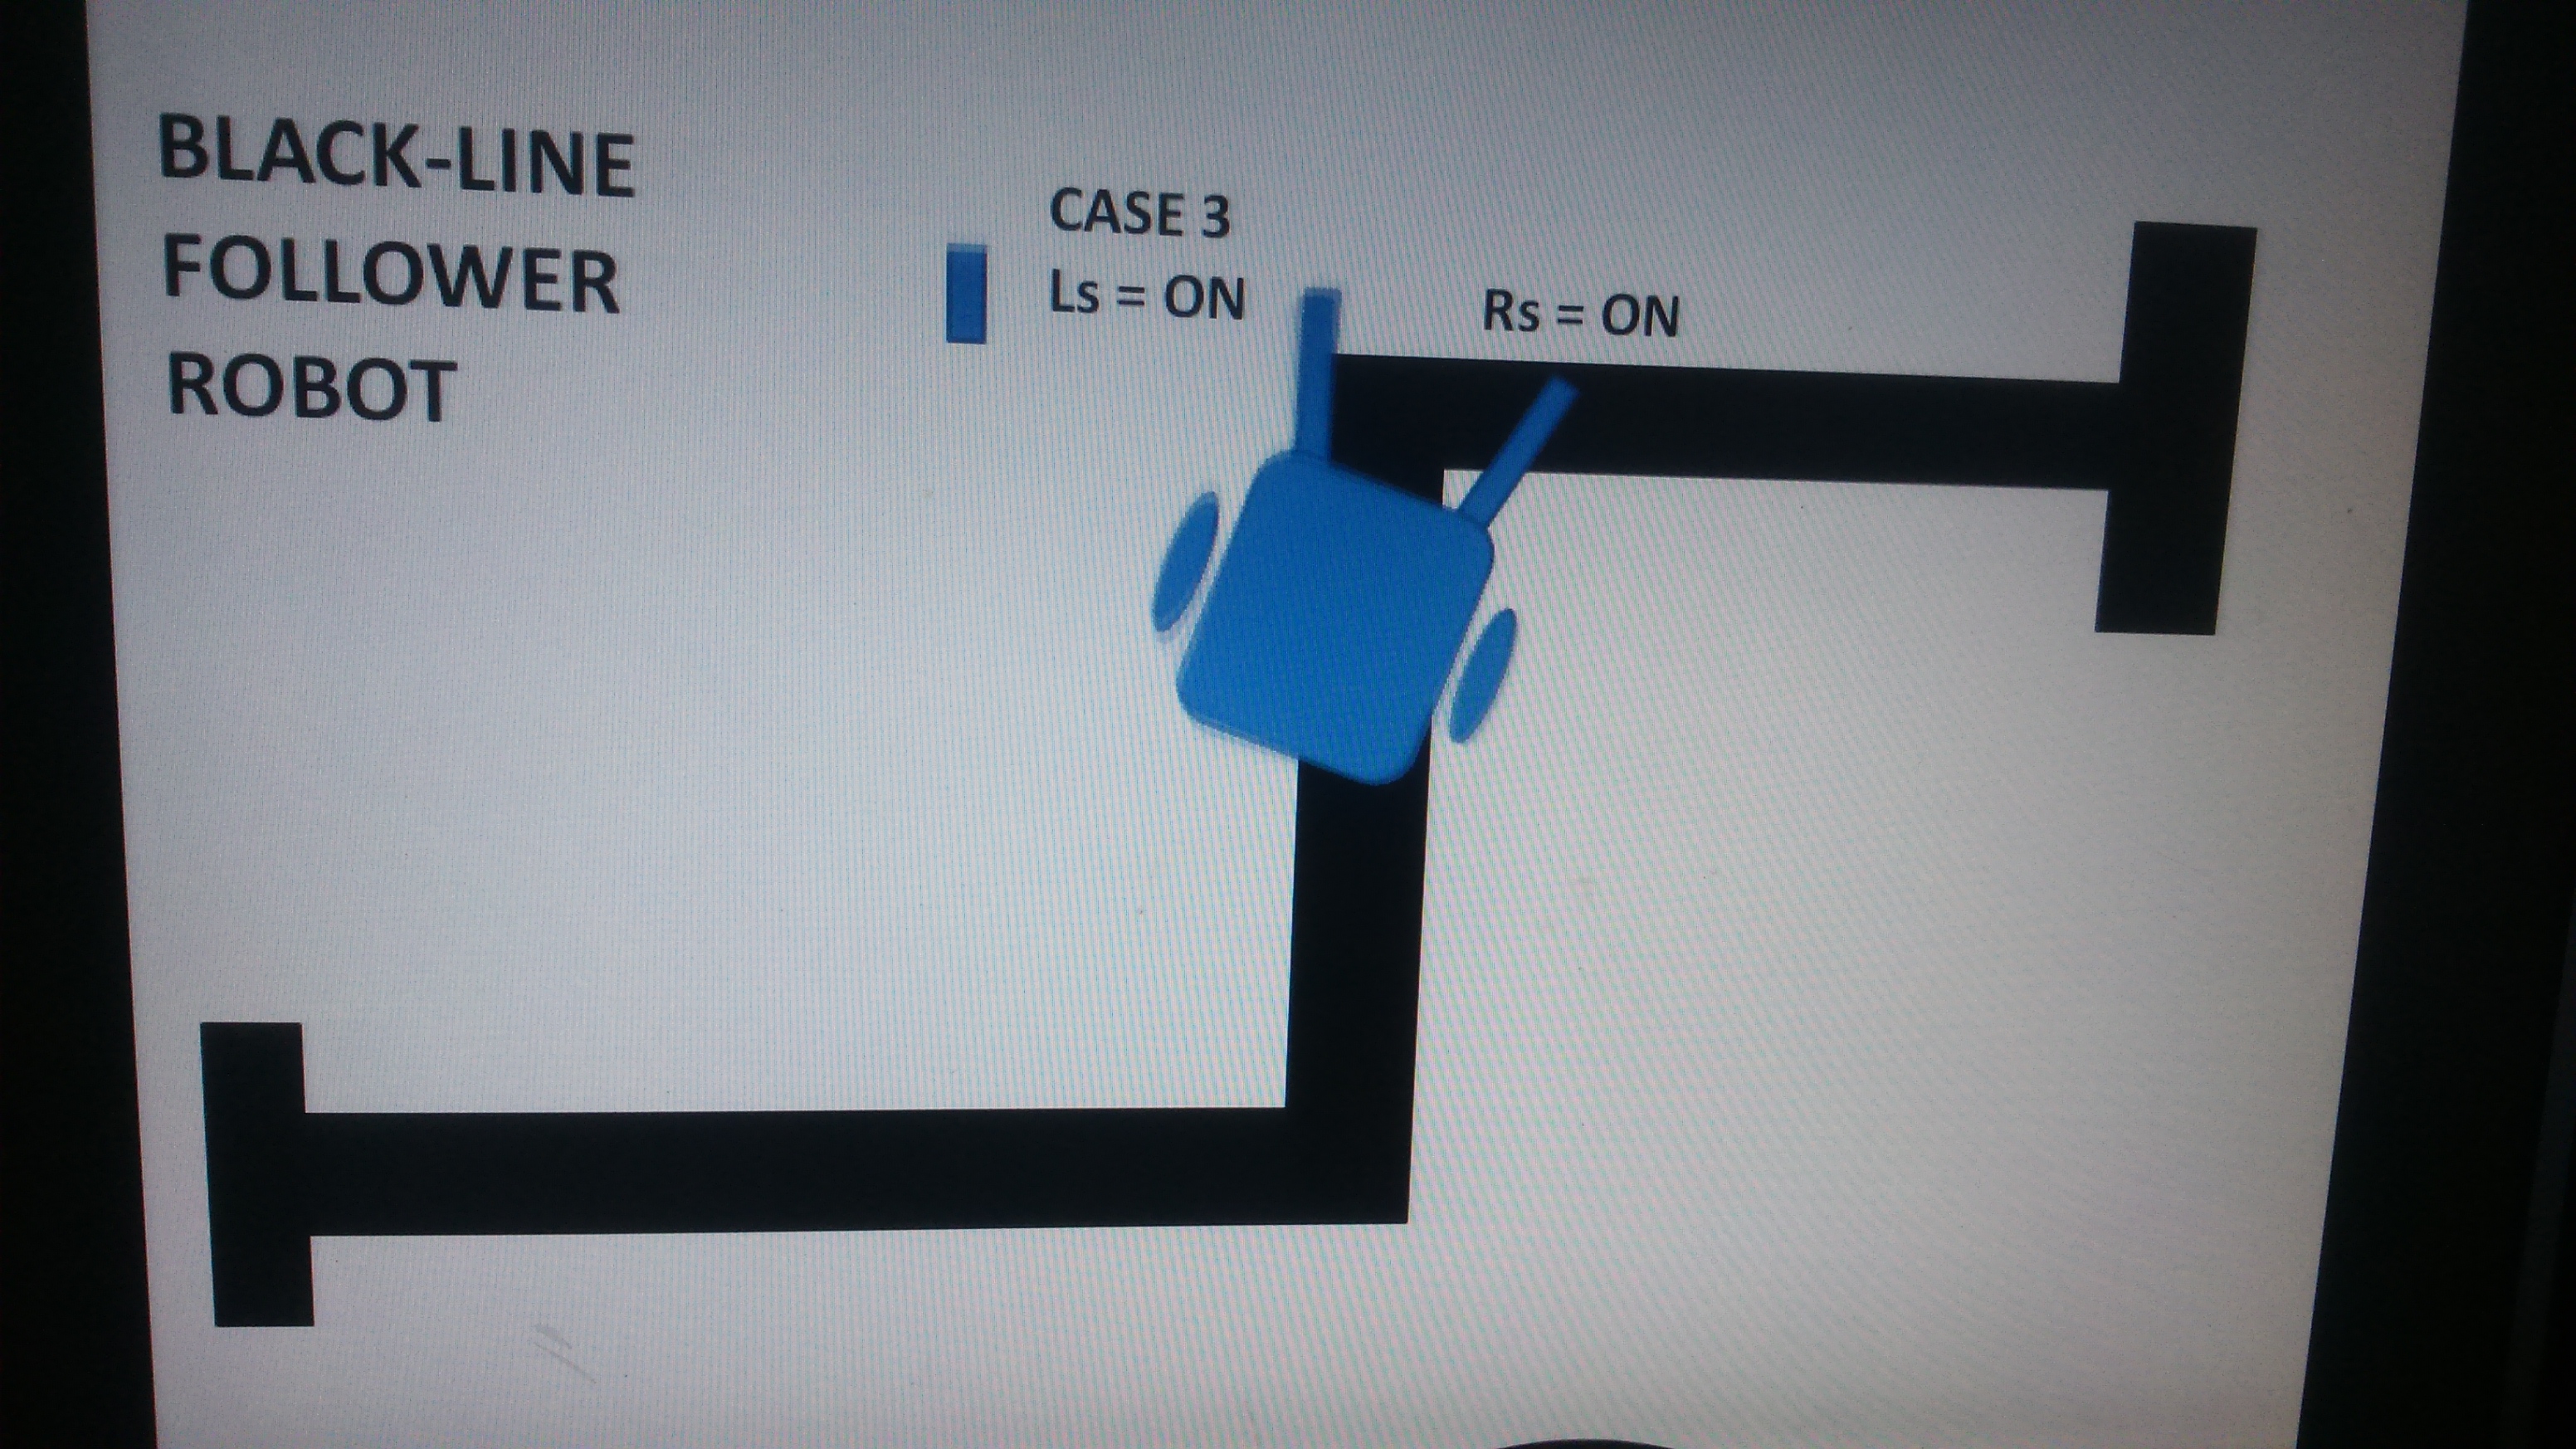 BLACK-LINE
FOLLOWER
ROBOT
CASE 3
Ls = ON
Rs = ON